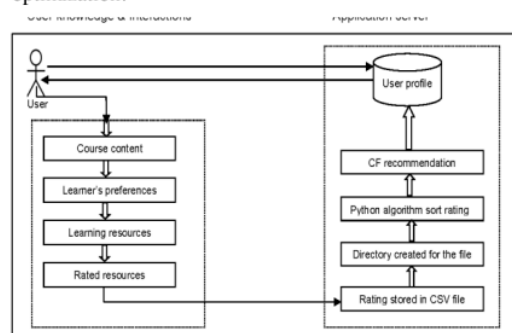 User knowledge & interactions
Application server
User
User profile
Course content
Learner's preferences
Learning resources
Rated resources
CF recommendation
Python algorithm sort rating
Directory created for the file
Rating stored in CSV file